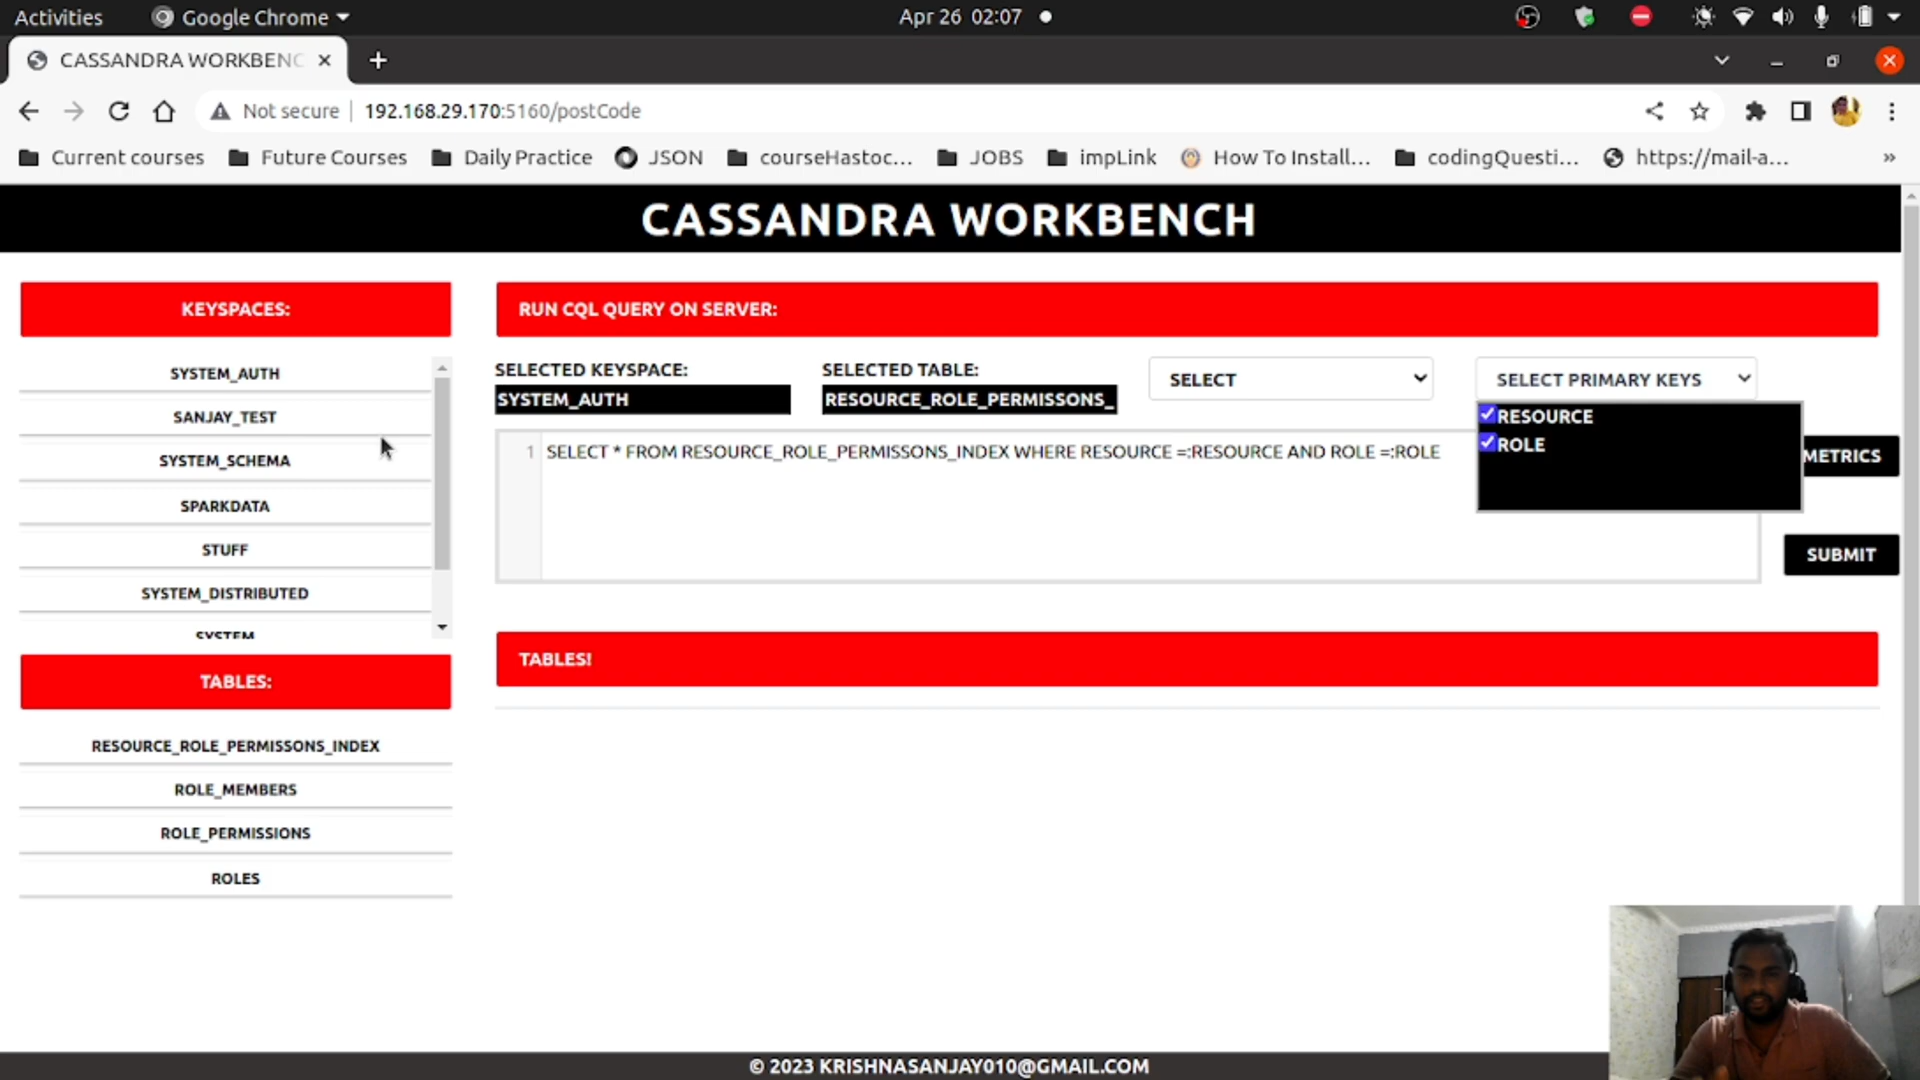 Activities Google Chrome Apr 26 02:07
CASSANDRA WORKBENC
Not secure 192.168.29.170:5160/postCode
Current courses Future Courses Daily Practice JSON courseHastoc... JOBS impLink How To Install... codingQuesti... https://mail-a... »
CASSANDRA WORKBENCH
KEYSPACES:
SYSTEM_AUTH
SANJAY_TEST
SYSTEM_SCHEMA
SPARKDATA
STUFF
SYSTEM_DISTRIBUTED
SYSTEM
TABLES:
RESOURCE_ROLE_PERMISSONS_INDEX
ROLE_MEMBERS
ROLE_PERMISSIONS
ROLES
RUN CQL QUERY ON SERVER:
SELECTED KEYSPACE:
SYSTEM_AUTH
SELECTED TABLE:
RESOURCE_ROLE_PERMISSONS_
SELECT
SELECT PRIMARY KEYS
RESOURCE
ROLE
1 SELECT * FROM RESOURCE_ROLE_PERMISSONS_INDEX WHERE RESOURCE =:RESOURCE AND ROLE =:ROLE
METRICS
SUBMIT
TABLES!
© 2023 KRISHNASANJAY010@GMAIL.COM